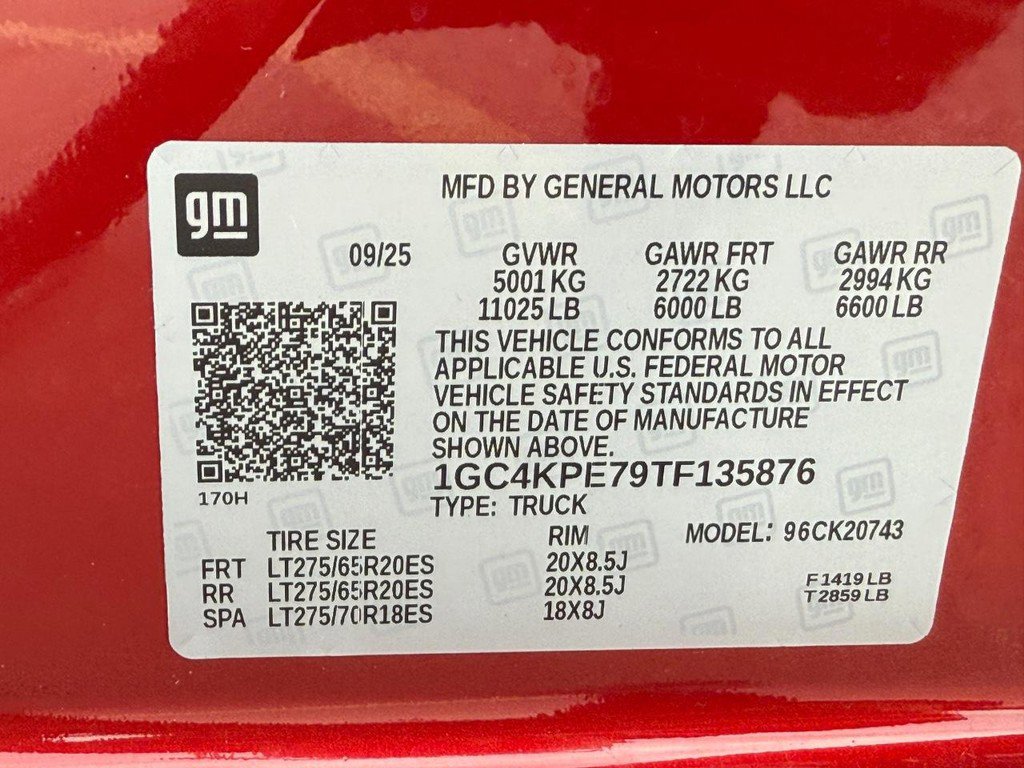 gm
MFD BY GENERAL MOTORS LLC
09/25 GVWR GAWR FRT GAWR RR
5001 KG 2722 KG 2994 KG
11025 LB 6000 LB 6600 LB
THIS VEHICLE CONFORMS TO ALL
APPLICABLE U.S. FEDERAL MOTOR
VEHICLE SAFETY STANDARDS IN EFFECT
ON THE DATE OF MANUFACTURE
SHOWN ABOVE.
1GC4KPE79TF135876
170H
TYPE: TRUCK
TIRE SIZE RIM MODEL: 96CK20743
FRT LT275/65R20ES 20X8.5J
RR LT275/65R20ES 20X8.5J
SPA LT275/70R18ES 18X8J
F1419 LB
T2859 LB